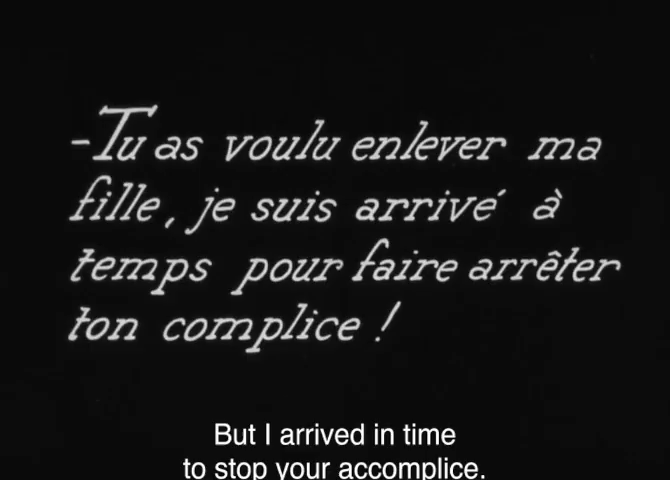 -Tu as voulu enlever ma
fille, je suis arrivé à
temps pour faire arrêter
ton complice !
But I arrived in time
to stop your accomplice.